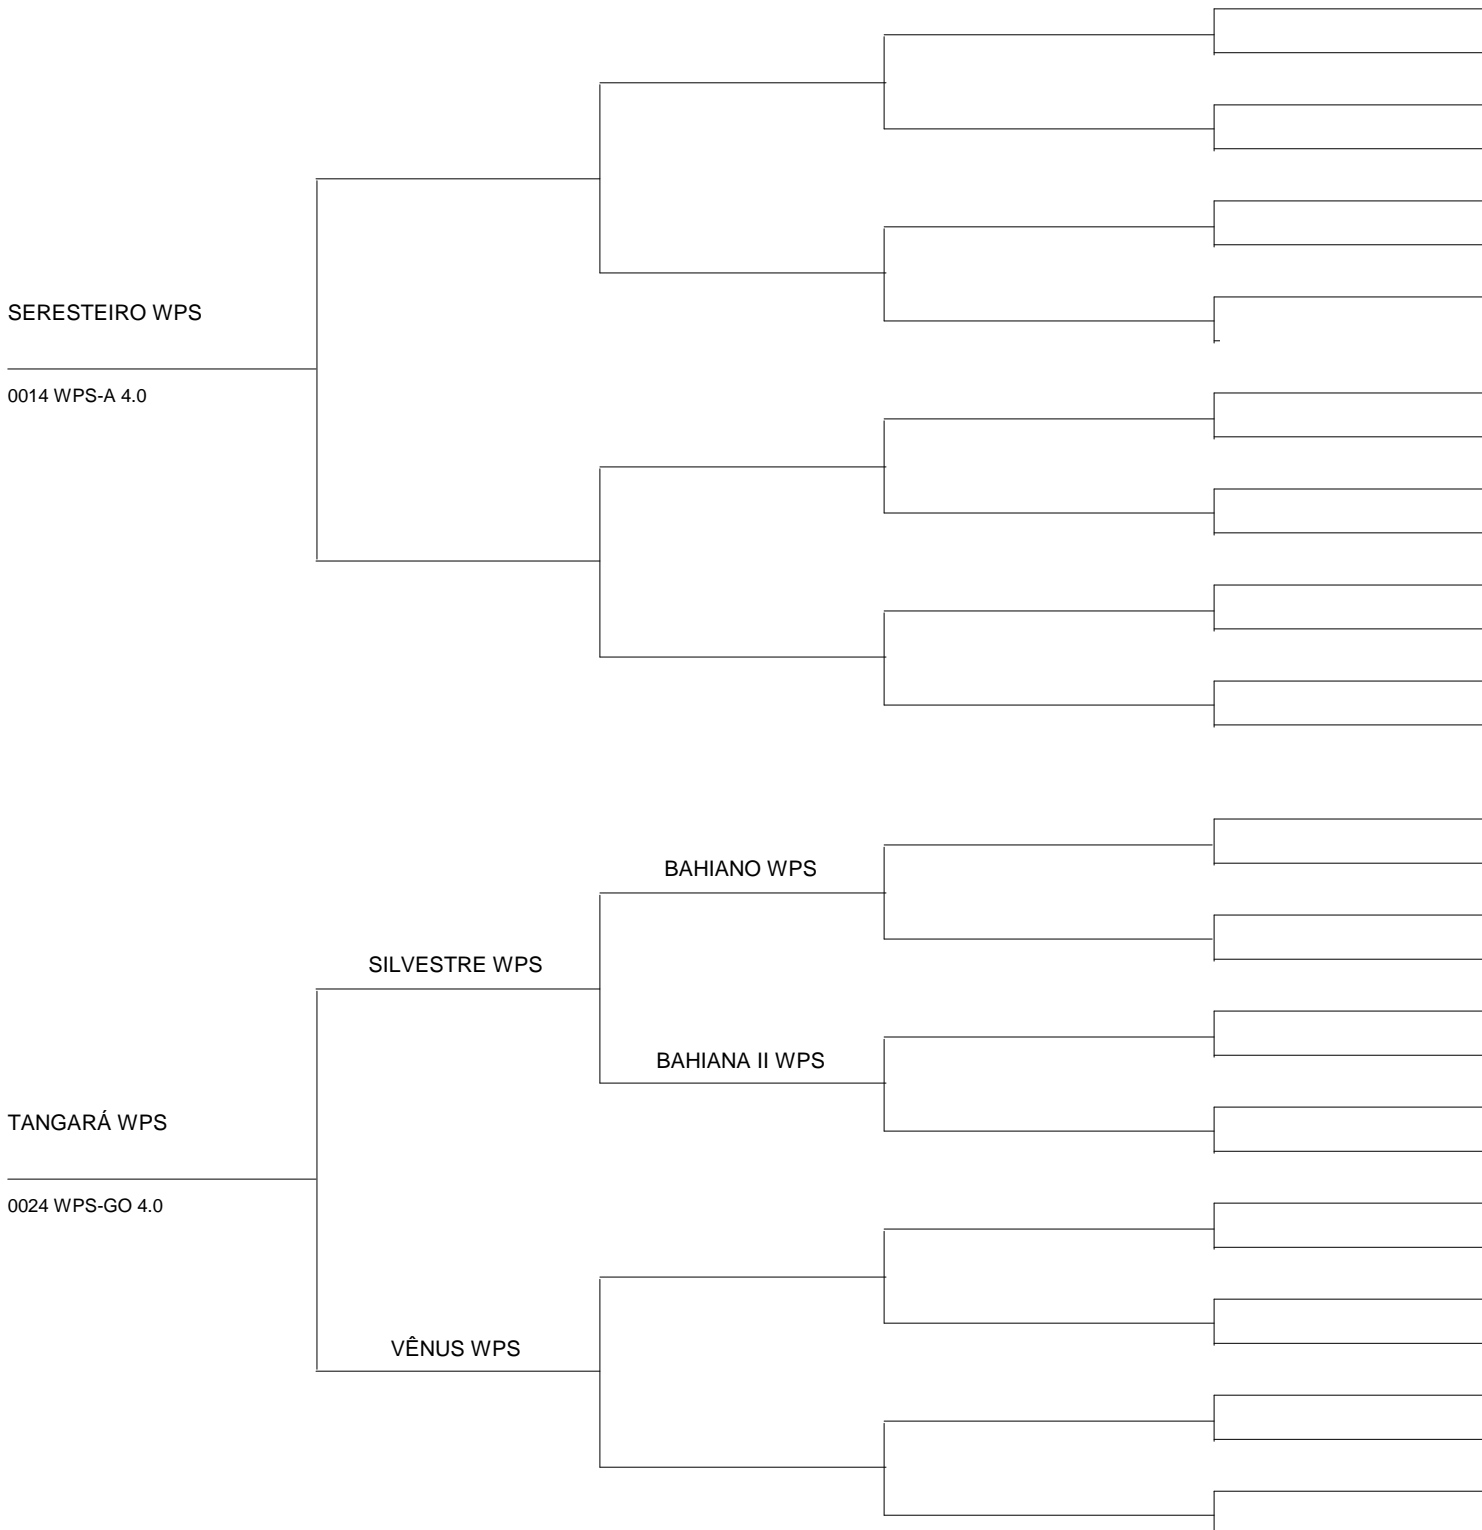 SERESTEIRO WPS
0014 WPS-A 4.0
BAHIANO WPS
SILVESTRE WPS
BAHIANA II WPS
TANGARÁ WPS
0024 WPS-GO 4.0
VÊNUS WPS